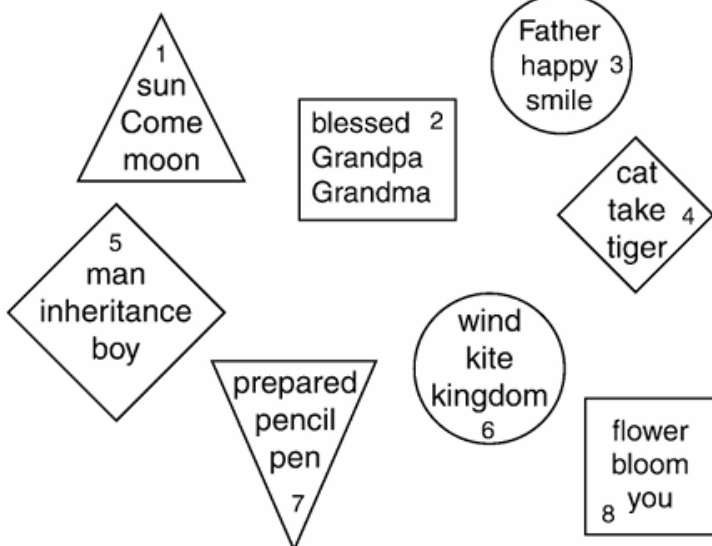 1
sun
Come
moon
blessed 2
Grandpa
Grandma
Father
happy 3
smile
cat
take 4
tiger
5
man
inheritance
boy
wind
kite
kingdom
6
prepared
pencil
pen
7
flower
bloom
8 you